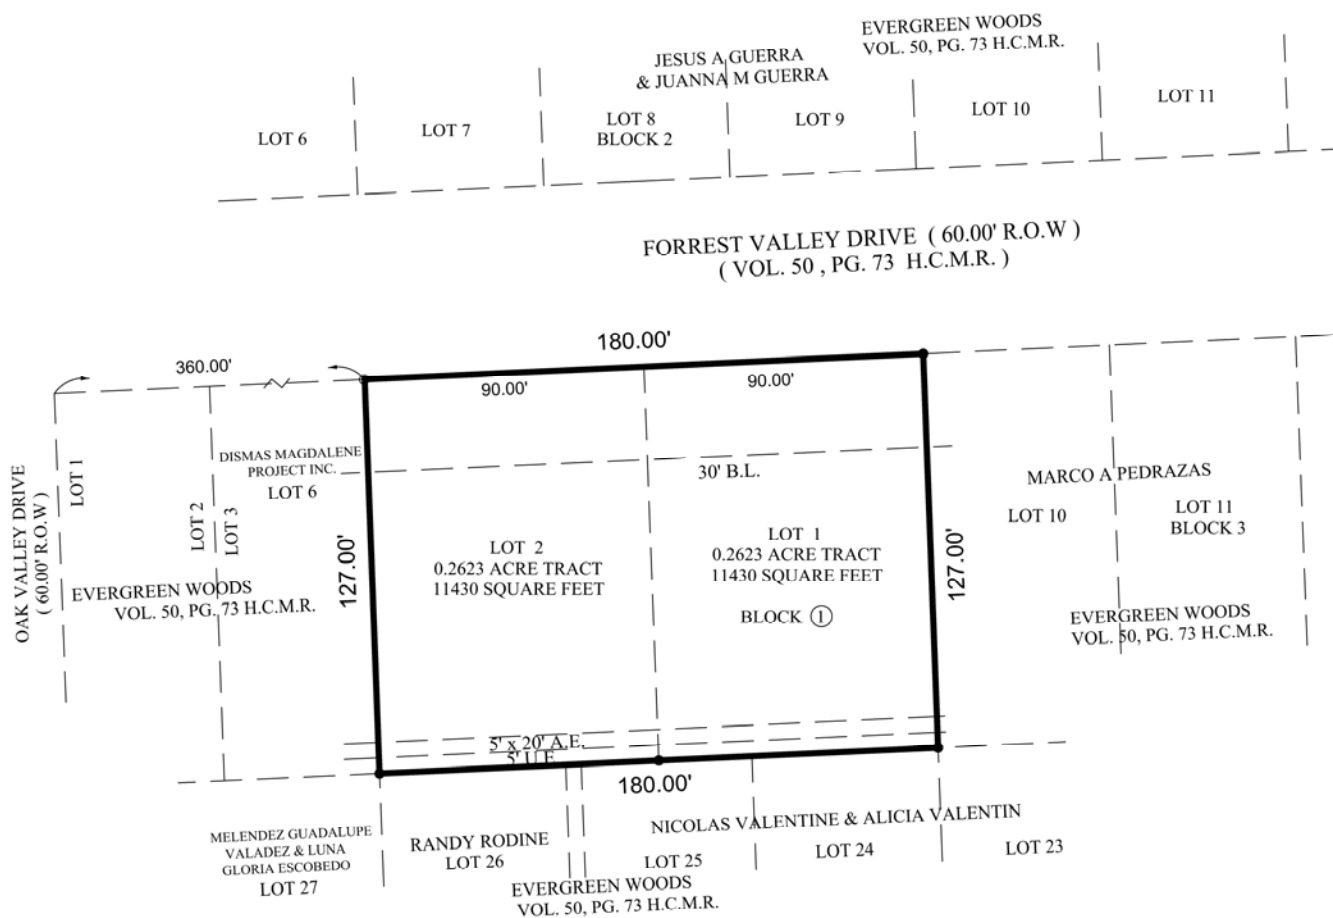 EVERGREEN WOODS
VOL. 50, PG. 73 H.C.M.R.
JESUS A GUERRA
& JUANNA M GUERRA
LOT 6
LOT 7
LOT 8
BLOCK 2
LOT 9
LOT 10
LOT 11
FORREST VALLEY DRIVE ( 60.00' R.O.W )
( VOL. 50 , PG. 73 H.C.M.R. )
180.00'
360.00'
90.00'
90.00'
OAK VALLEY DRIVE
( 60.00' R.O.W )
LOT 1
LOT 2
LOT 3
DISMAS MAGDALENE
PROJECT INC.
LOT 6
EVERGREEN WOODS
VOL. 50, PG. 73 H.C.M.R.
127.00'
30' B.L.
LOT 2
0.2623 ACRE TRACT
11430 SQUARE FEET
LOT 1
0.2623 ACRE TRACT
11430 SQUARE FEET
BLOCK 1
127.00'
MARCO A PEDRAZAS
LOT 10
LOT 11
BLOCK 3
EVERGREEN WOODS
VOL. 50, PG. 73 H.C.M.R.
5' x 20' A.E.
5' U.E.
180.00'
MELENDEZ GUADALUPE
VALADEZ & LUNA
GLORIA ESCOBEDO
LOT 27
RANDY RODINE
LOT 26
NICOLAS VALENTINE & ALICIA VALENTIN
LOT 25
LOT 24
LOT 23
EVERGREEN WOODS
VOL. 50, PG. 73 H.C.M.R.